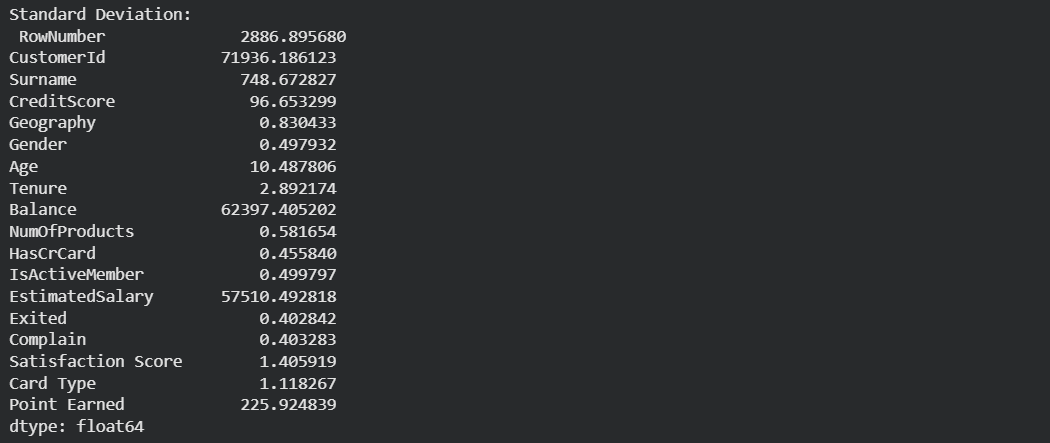 Standard Deviation:
 RowNumber              2886.895680
CustomerId            71936.186123
Surname                 748.672827
CreditScore              96.653299
Geography                 0.830433
Gender                    0.497932
Age                      10.487806
Tenure                    2.892174
Balance               62397.405202
NumOfProducts             0.581654
HasCrCard                 0.455840
IsActiveMember            0.499797
EstimatedSalary       57510.492818
Exited                    0.402842
Complain                  0.403283
Satisfaction Score        1.405919
Card Type                 1.118267
Point Earned            225.924839
dtype: float64